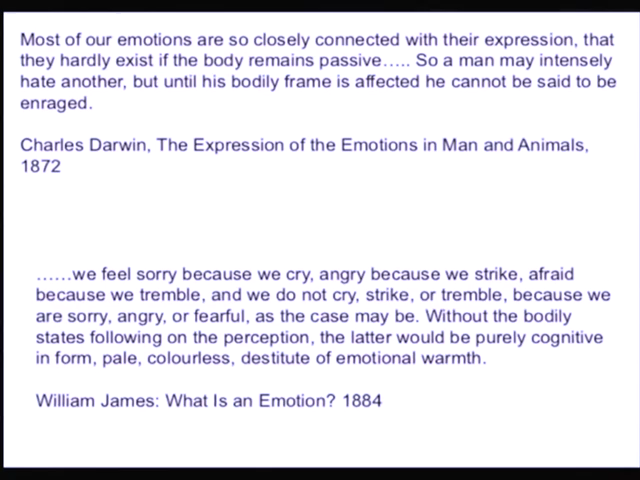 Most of our emotions are so closely connected with their expression, that
they hardly exist if the body remains passive..... So a man may intensely
hate another, but until his bodily frame is affected he cannot be said to be
enraged.
Charles Darwin, The Expression of the Emotions in Man and Animals,
1872
......we feel sorry because we cry, angry because we strike, afraid
because we tremble, and we do not cry, strike, or tremble, because we
are sorry, angry, or fearful, as the case may be. Without the bodily
states following on the perception, the latter would be purely cognitive
in form, pale, colourless, destitute of emotional warmth.
William James: What Is an Emotion? 1884